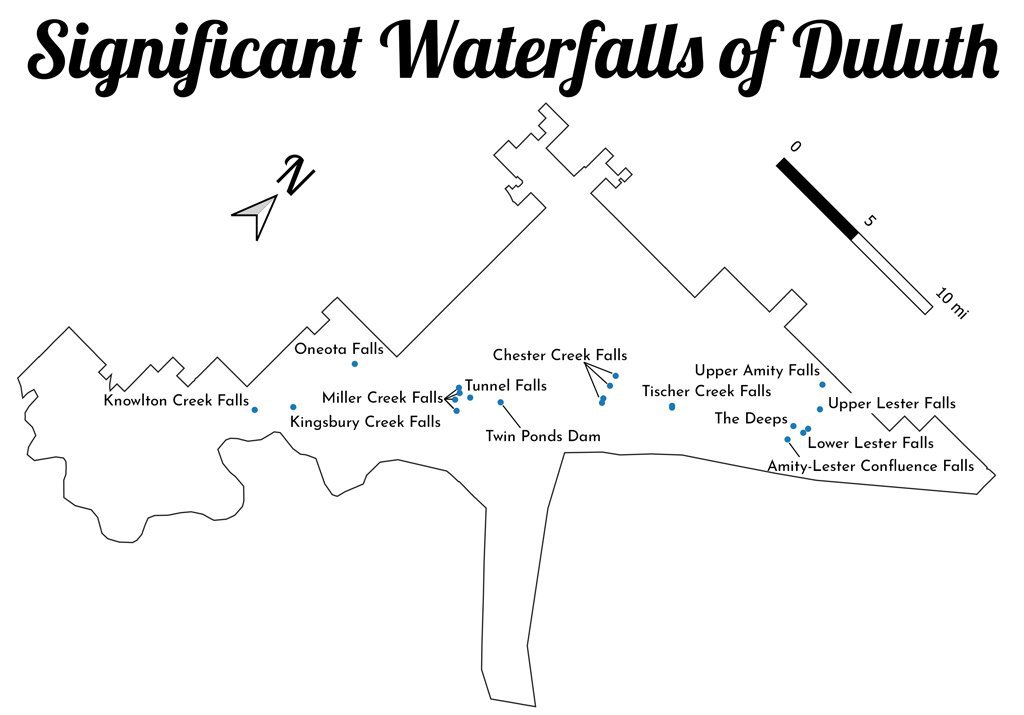 Significant Waterfalls of Duluth
N
0
5
10 mi
Oneota Falls
Chester Creek Falls
Upper Amity Falls
Tunnel Falls
Tischer Creek Falls
Knowlton Creek Falls
Miller Creek Falls
Upper Lester Falls
Kingsbury Creek Falls
The Deeps
Twin Ponds Dam
Lower Lester Falls
Amity-Lester Confluence Falls